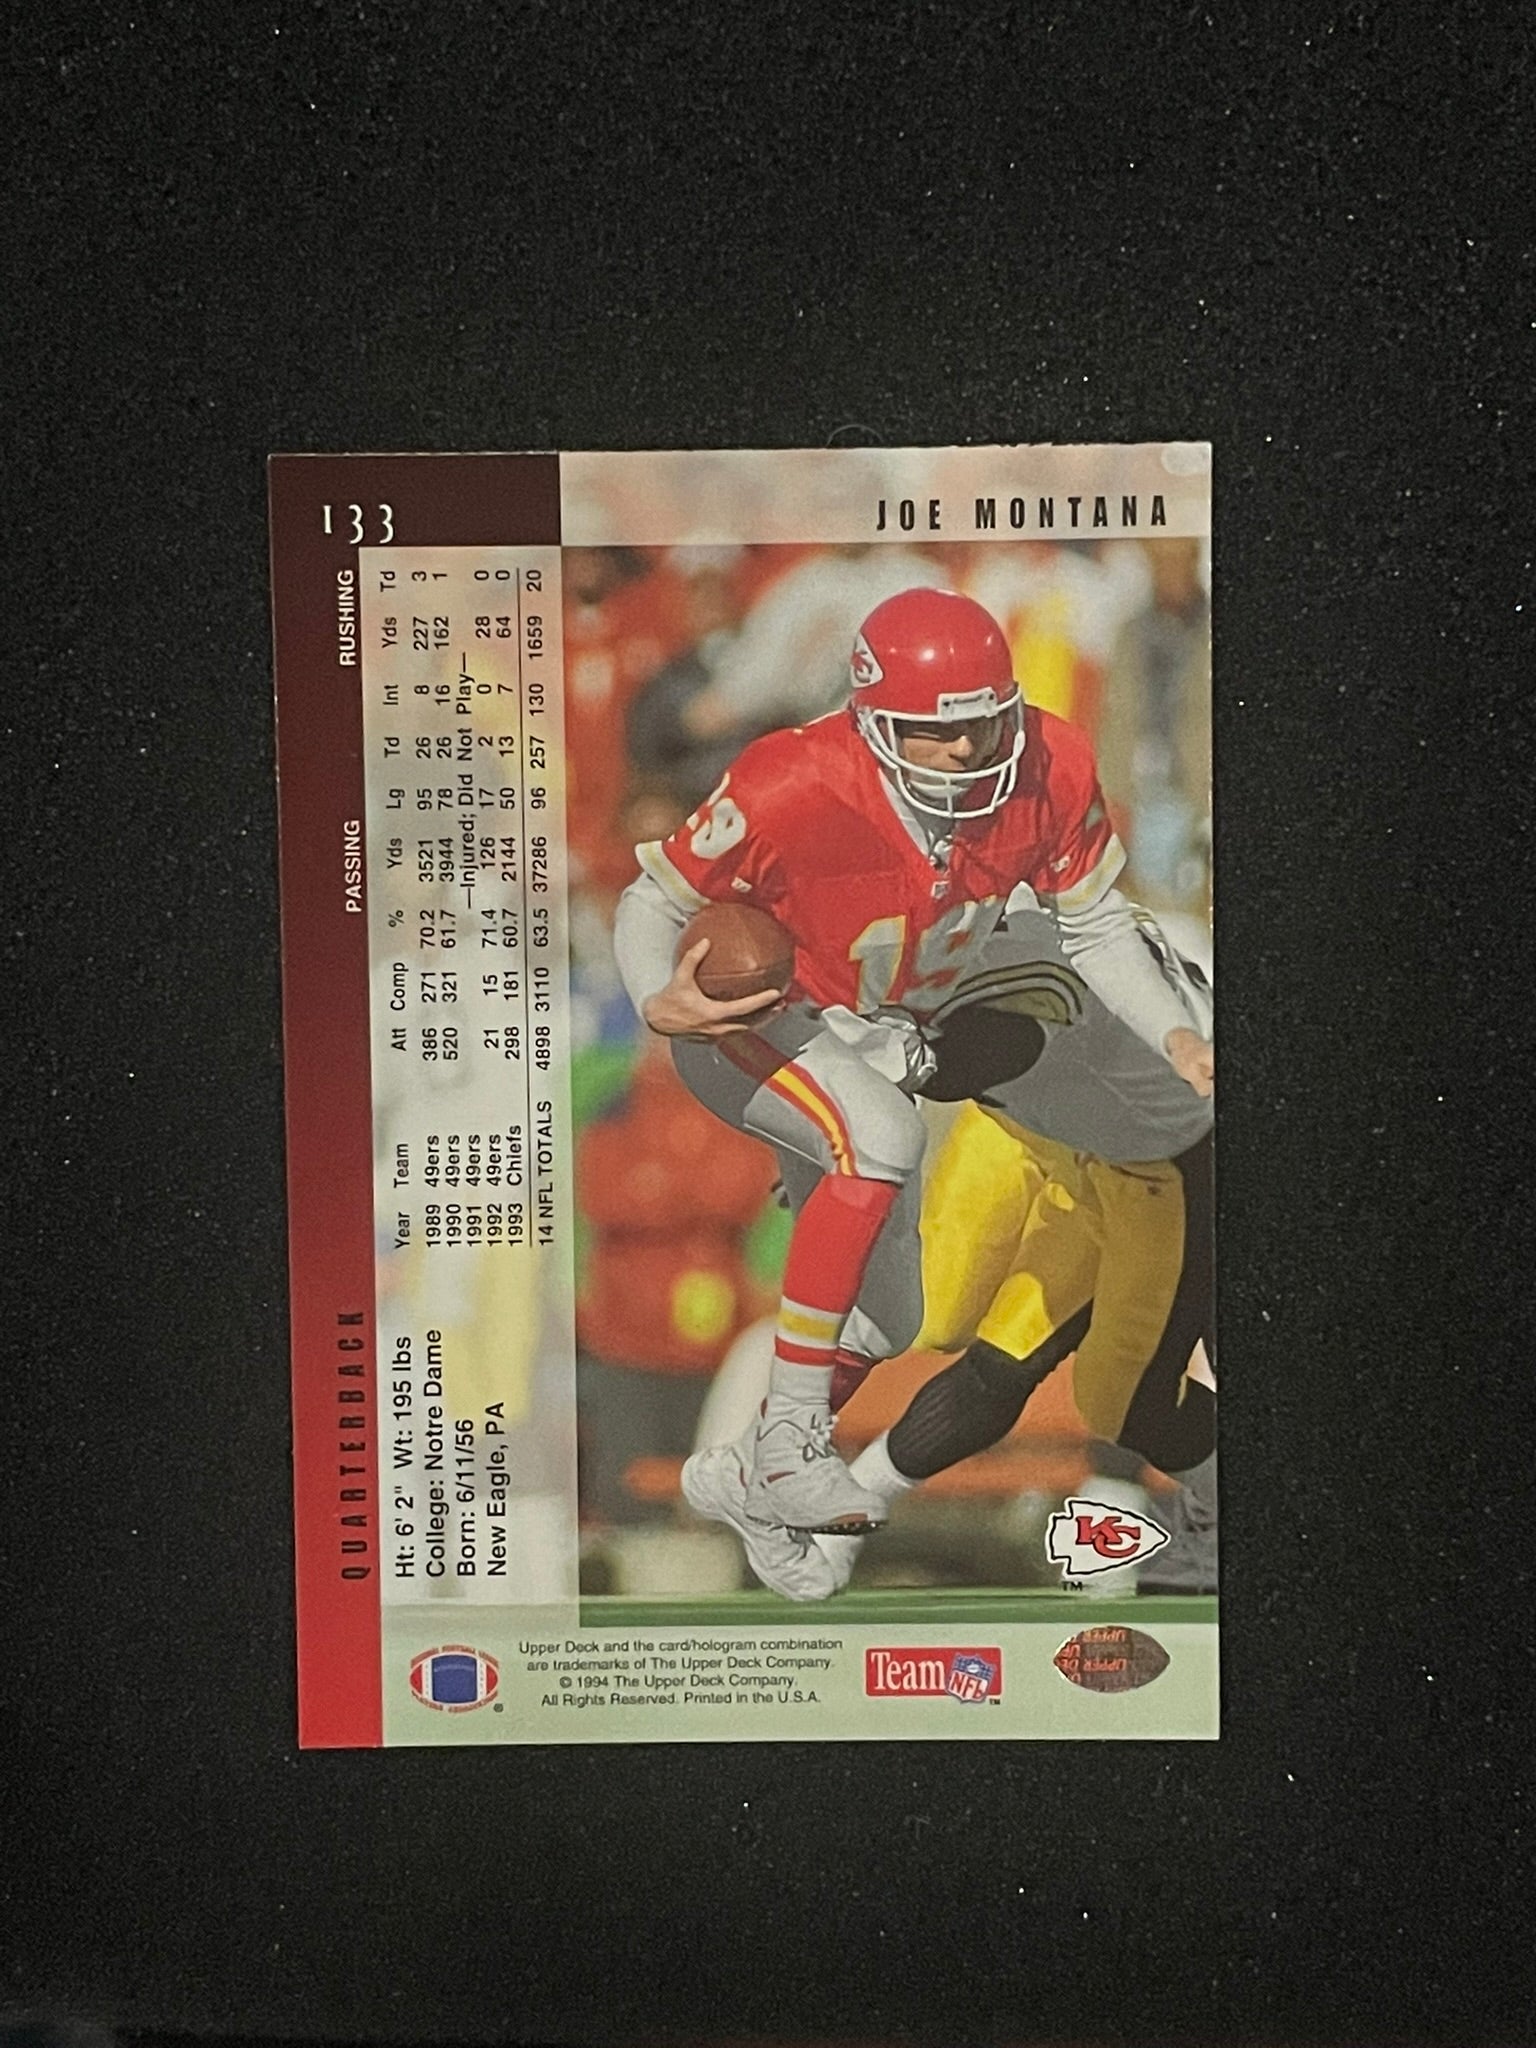 133
JOE MONTANA
QUARTERBACK
PASSING RUSHING
Ht: 6' 2" Wt: 195 lbs
College: Notre Dame
Born: 6/11/56
New Eagle, PA
Year Team Att Comp % Yds Lg Td Int Yds Td
1989 49ers 386 271 70.2 3521 95 26 8 227 3
1990 49ers 520 321 61.7 3944 78 26 16 162 1
1991 49ers —Injured; Did Not Play—
1992 49ers 21 15 71.4 126 17 2 0 28 0
1993 Chiefs 298 181 60.7 2144 50 13 7 64 0
14 NFL TOTALS 4898 3110 63.5 37286 96 257 130 1659 20
19
19
KC
KC
TM
Upper Deck and the card/hologram combination
are trademarks of The Upper Deck Company.
© 1994 The Upper Deck Company.
All Rights Reserved. Printed in the U.S.A.
®
Team NFL
TM
UPPER
UPPER DECK